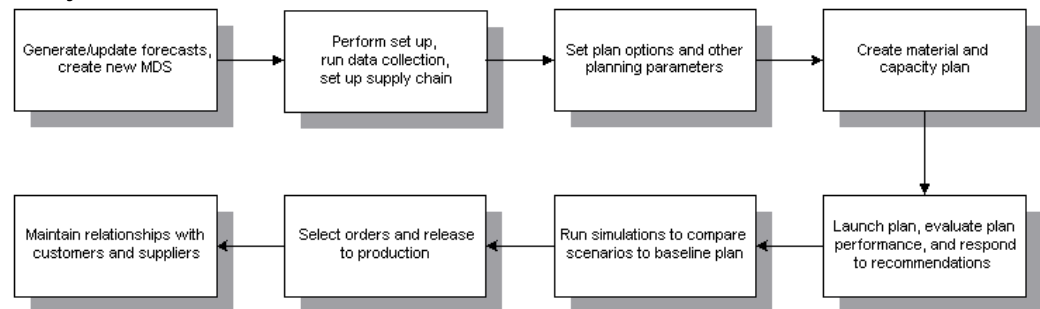 Generate/update forecasts,
create new MDS
Perform set up,
run data collection,
set up supply chain
Set plan options and other
planning parameters
Create material and
capacity plan
Launch plan, evaluate plan
performance, and respond
to recommendations
Run simulations to compare
scenarios to baseline plan
Select orders and release
to production
Maintain relationships with
customers and suppliers